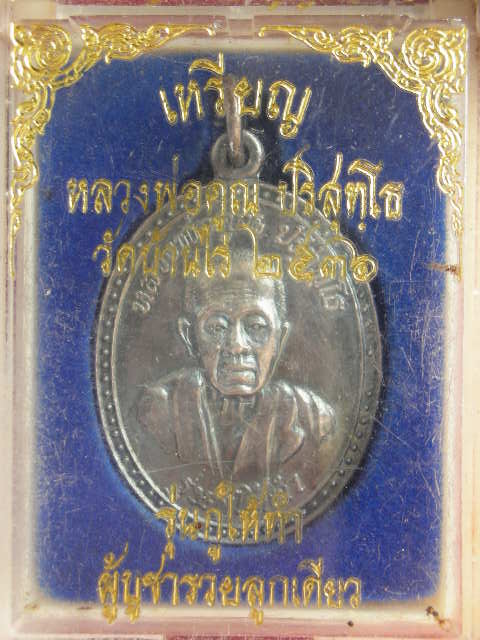 เหรียญ
หลวงพ่อคูณ ปริสุทฺโธ
วัดบ้านไร่ ๒๕๓๖
รุ่นกูให้ทำ
ผู้บูชารวยลูกเดียว